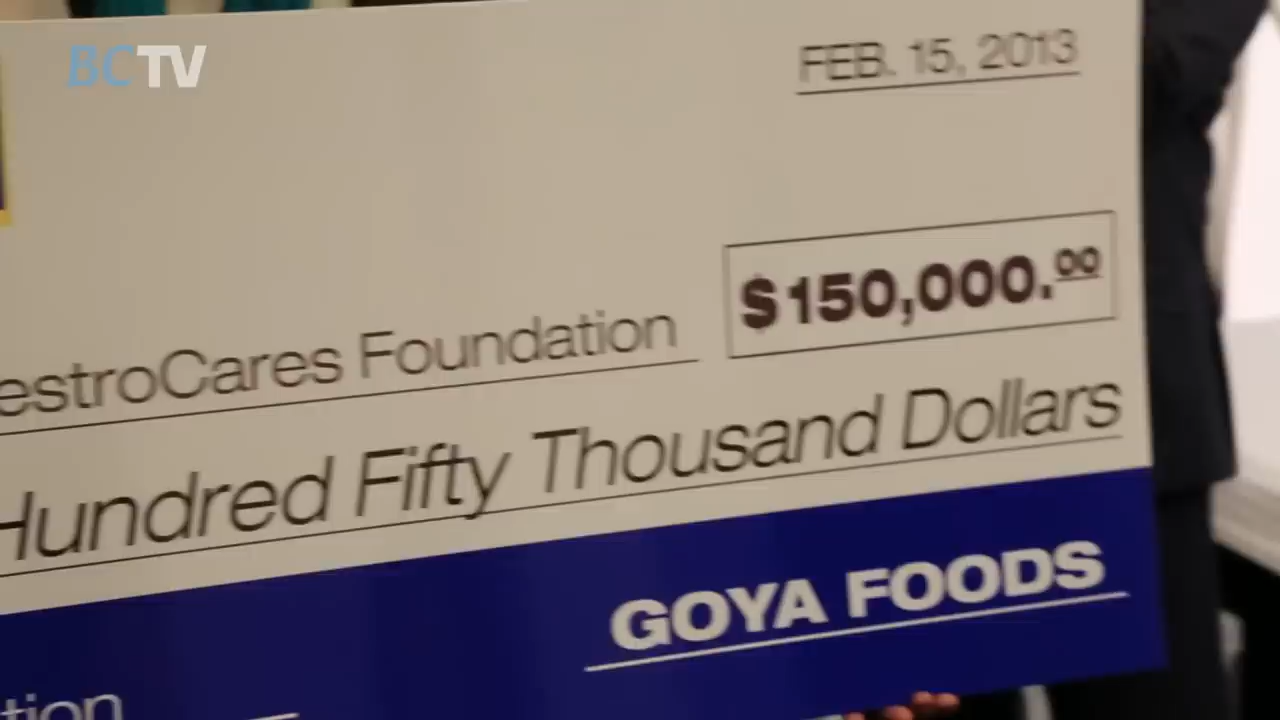 BCTV
FEB. 15, 2013
$150,000.00
estroCares Foundation
Hundred Fifty Thousand Dollars
GOYA FOODS
tion